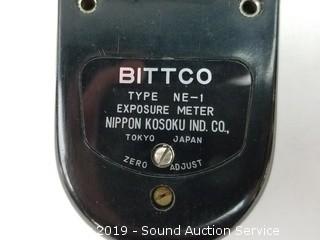 BITTCO
TYPE NE-1
EXPOSURE METER
NIPPON KOSOKU IND. CO.,
TOKYO JAPAN
ZERO ADJUST
2019 - Sound Auction Service